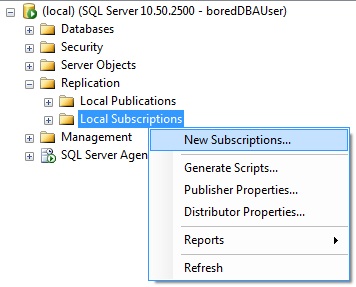 (local) (SQL Server 10.50.2500 - boredDBAUser)
Databases
Security
Server Objects
Replication
Local Publications
Local Subscriptions
Management
SQL Server Agen
New Subscriptions...
Generate Scripts...
Publisher Properties...
Distributor Properties...
Reports
Refresh